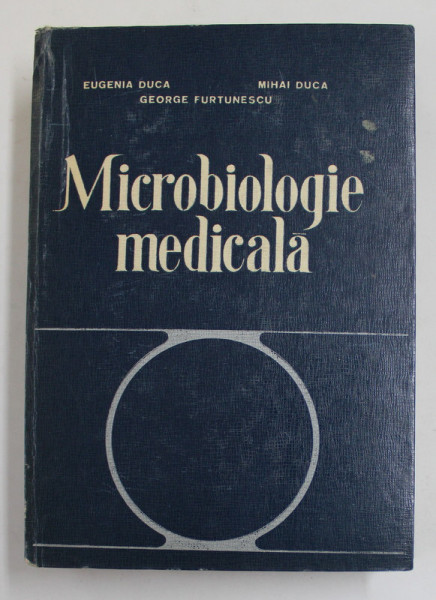 EUGENIA DUCA MIHAI DUCA
GEORGE FURTUNESCU
Microbiologie
medicală